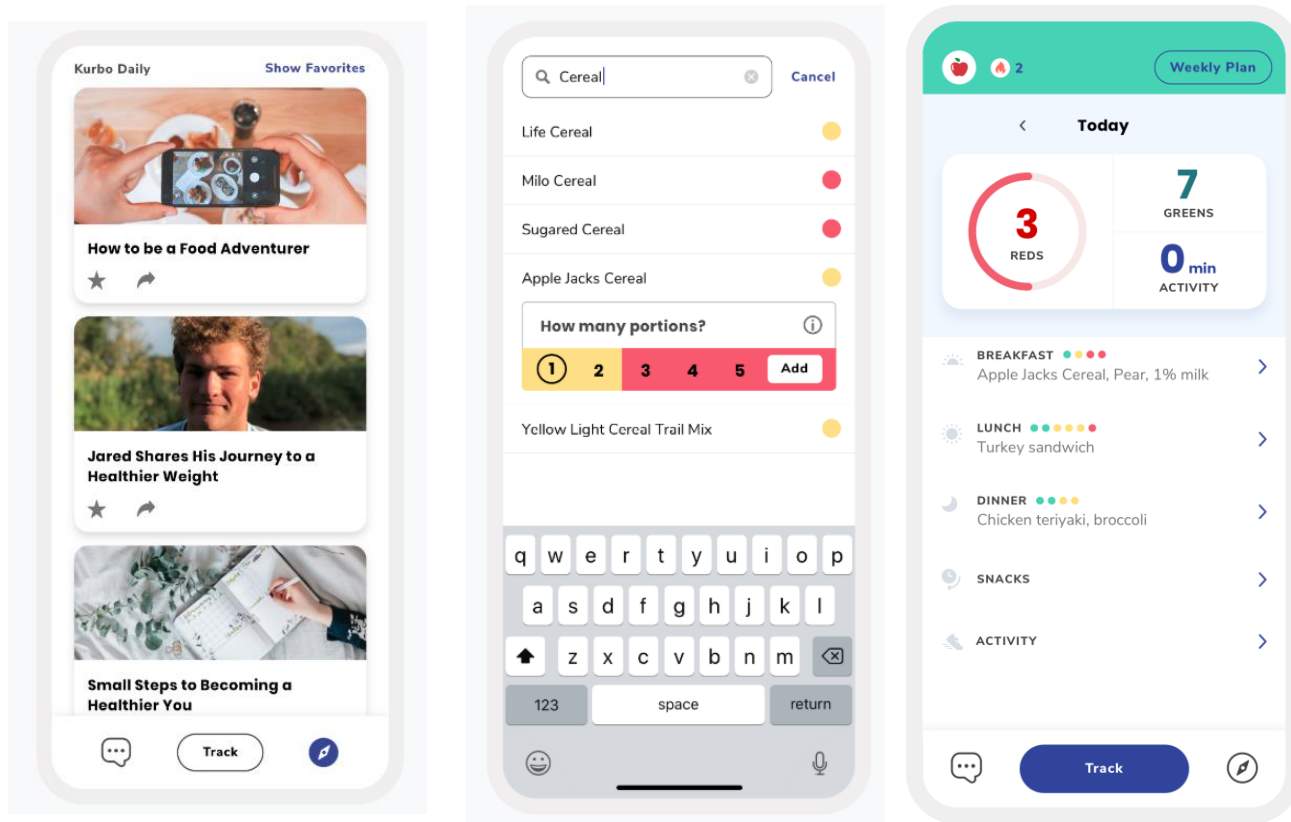 Kurbo Daily
Show Favorites
How to be a Food Adventurer
Jared Shares His Journey to a
Healthier Weight
Small Steps to Becoming a
Healthier You
Track
Cereal
Cancel
Life Cereal
Milo Cereal
Sugared Cereal
Apple Jacks Cereal
How many portions?
1 2 3 4 5 Add
Yellow Light Cereal Trail Mix
q w e r t y u i o p
a s d f g h j k l
z x c v b n m
123 space return
2
Weekly Plan
Today
3
REDS
7
GREENS
0 min
ACTIVITY
BREAKFAST
Apple Jacks Cereal, Pear, 1% milk
LUNCH
Turkey sandwich
DINNER
Chicken teriyaki, broccoli
SNACKS
ACTIVITY
Track